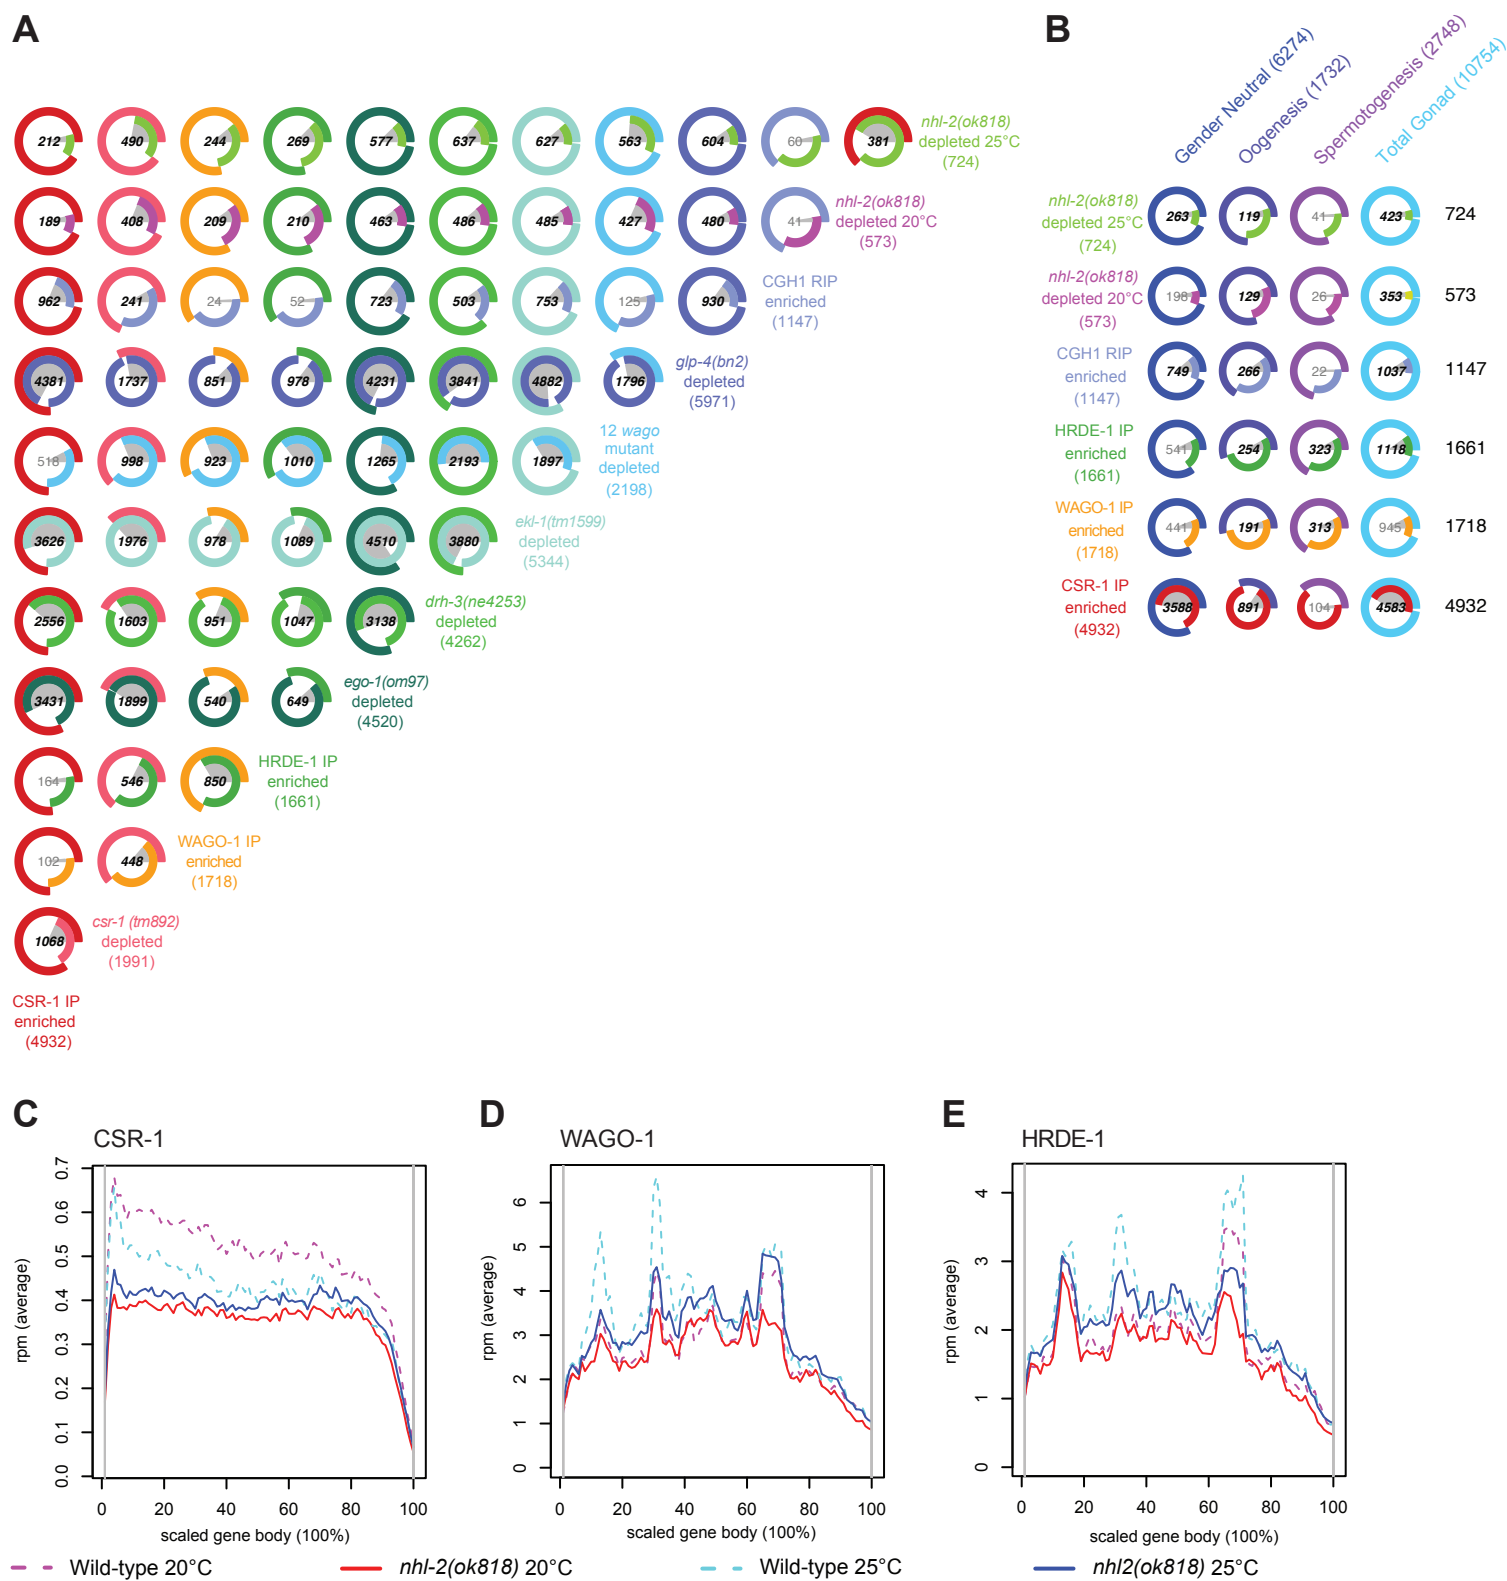 A
212 490 244 269 577 637 627 563 604 60 381
nhl-2(ok818)
depleted 25°C
(724)
189 408 209 210 463 486 485 427 480 41
nhl-2(ok818)
depleted 20°C
(573)
962 241 24 52 723 503 753 125 930
CGH1 RIP
enriched
(1147)
4381 1737 851 978 4231 3841 4882 1796
glp-4(bn2)
depleted
(5971)
518 998 923 1010 1265 2193 1897
12 wago
mutant
depleted
(2198)
3626 1976 978 1089 4510 3880
ekl-1(tm1599)
depleted
(5344)
2556 1603 951 1047 3138
drh-3(ne4253)
depleted
(4262)
3431 1899 540 649
ego-1(om97)
depleted
(4520)
164 546 850
HRDE-1 IP
enriched
(1661)
102 448
WAGO-1 IP
enriched
(1718)
1068
csr-1 (tm892)
depleted
(1991)
CSR-1 IP
enriched
(4932)
B
Gender Neutral (6274)
Oogenesis (1732)
Spermotogenesis (2748)
Total Gonad (10754)
nhl-2(ok818)
depleted 25°C
(724)
263 119 41 423 724
nhl-2(ok818)
depleted 20°C
(573)
198 129 26 353 573
CGH1 RIP
enriched
(1147)
749 266 22 1037 1147
HRDE-1 IP
enriched
(1661)
541 254 323 1118 1661
WAGO-1 IP
enriched
(1718)
441 191 313 945 1718
CSR-1 IP
enriched
(4932)
3588 891 104 4583 4932
C
CSR-1
rpm (average)
0.7
0.6
0.5
0.4
0.3
0.2
0.1
0.0
0 20 40 60 80 100
scaled gene body (100%)
D
WAGO-1
rpm (average)
6
5
4
3
2
1
0
0 20 40 60 80 100
scaled gene body (100%)
E
HRDE-1
rpm (average)
4
3
2
1
0
0 20 40 60 80 100
scaled gene body (100%)
Wild-type 20°C nhl-2(ok818) 20°C Wild-type 25°C nhl2(ok818) 25°C